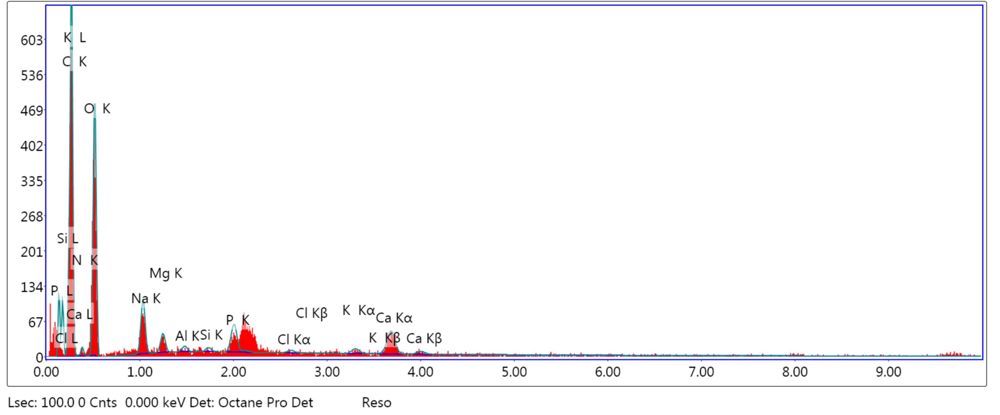 603
536
469
402
335
268
201
134
67
0
K L
C K
O K
Si L
N K
Mg K
P L
Na K
Ca L
Cl L
Al K
Si K
P K
Cl Kα
Cl Kβ
K Kα
Ca Kα
K Kβ
Ca Kβ
0.00 1.00 2.00 3.00 4.00 5.00 6.00 7.00 8.00 9.00
Lsec: 100.0 0 Cnts 0.000 keV Det: Octane Pro Det Reso